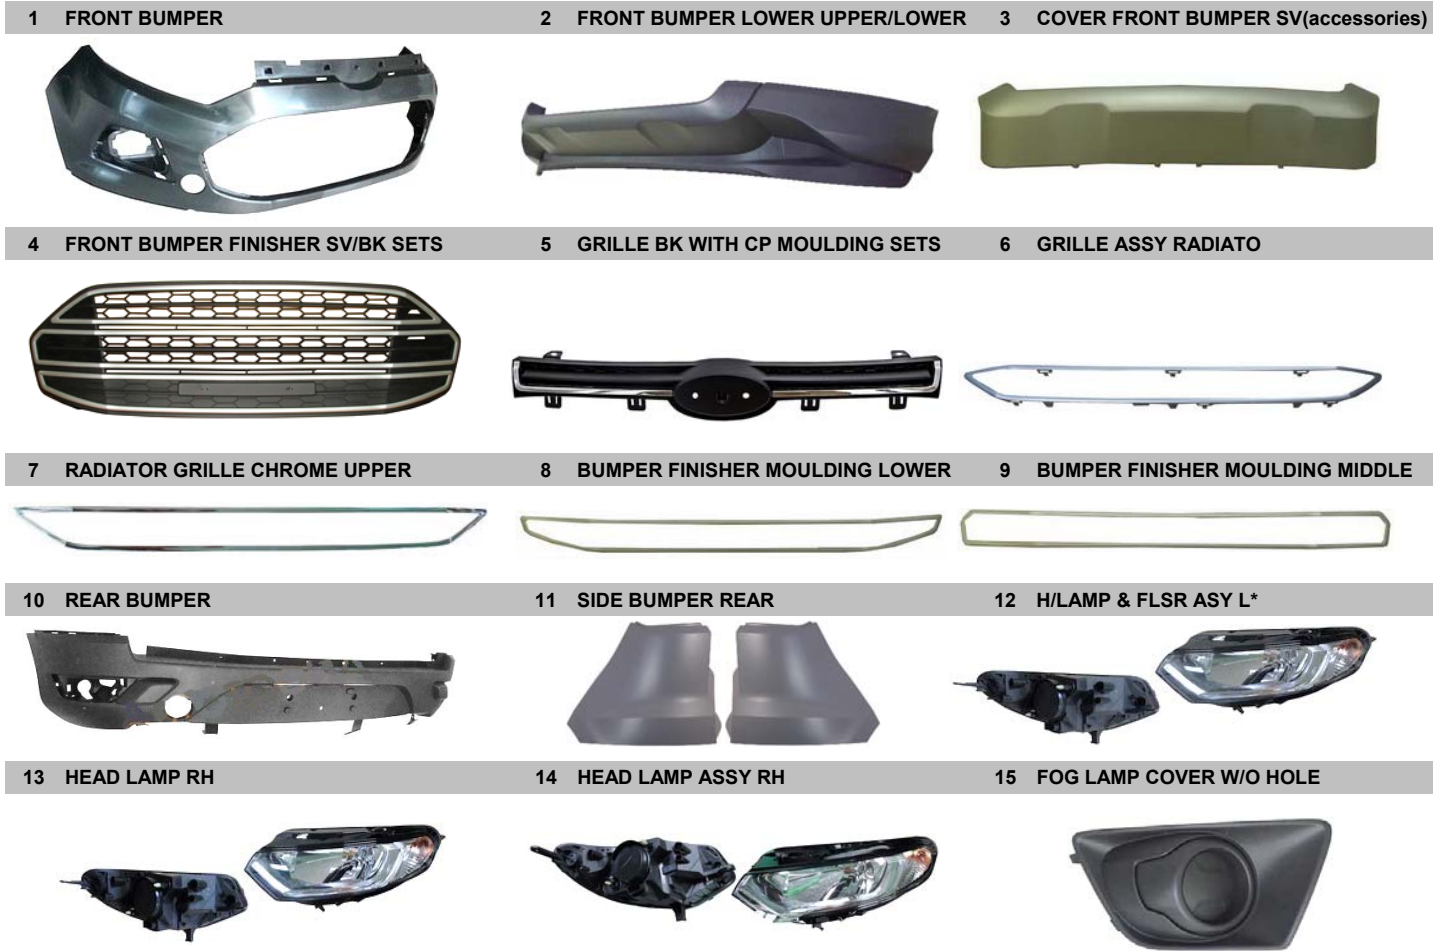 1 FRONT BUMPER
2 FRONT BUMPER LOWER UPPER/LOWER
3 COVER FRONT BUMPER SV(accessories)
4 FRONT BUMPER FINISHER SV/BK SETS
5 GRILLE BK WITH CP MOULDING SETS
6 GRILLE ASSY RADIATO
7 RADIATOR GRILLE CHROME UPPER
8 BUMPER FINISHER MOULDING LOWER
9 BUMPER FINISHER MOULDING MIDDLE
10 REAR BUMPER
11 SIDE BUMPER REAR
12 H/LAMP & FLSR ASY L*
13 HEAD LAMP RH
14 HEAD LAMP ASSY RH
15 FOG LAMP COVER W/O HOLE